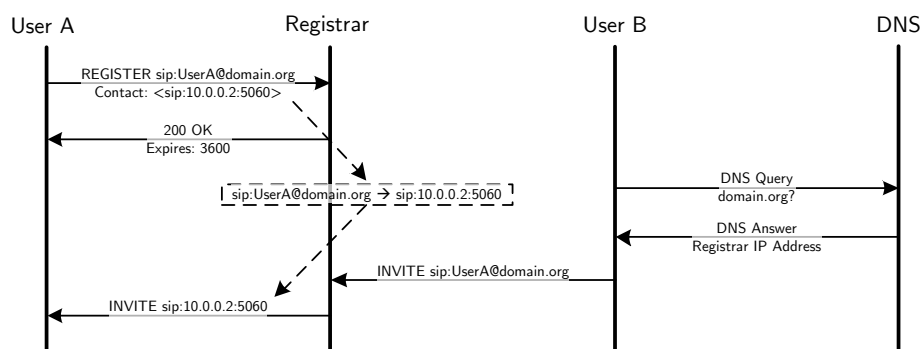 User A
Registrar
User B
DNS
REGISTER sip:UserA@domain.org
Contact: <sip:10.0.0.2:5060>
200 OK
Expires: 3600
sip:UserA@domain.org → sip:10.0.0.2:5060
DNS Query
domain.org?
DNS Answer
Registrar IP Address
INVITE sip:UserA@domain.org
INVITE sip:10.0.0.2:5060